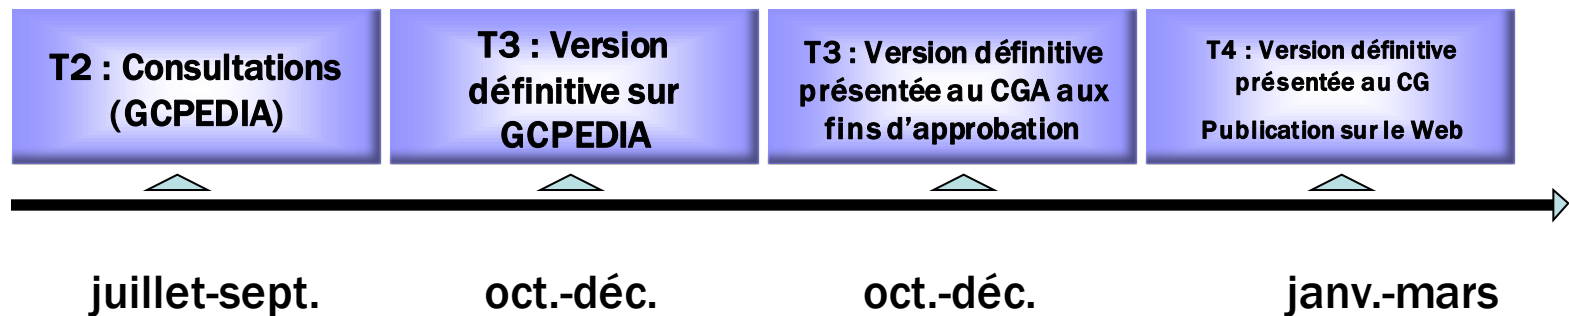 T2 : Consultations
(GCPEDIA)
T3 : Version
définitive sur
GCPEDIA
T3 : Version définitive
présentée au CGA aux
fins d’approbation
T4 : Version définitive
présentée au CG
Publication sur le Web
juillet-sept.
oct.-déc.
oct.-déc.
janv.-mars